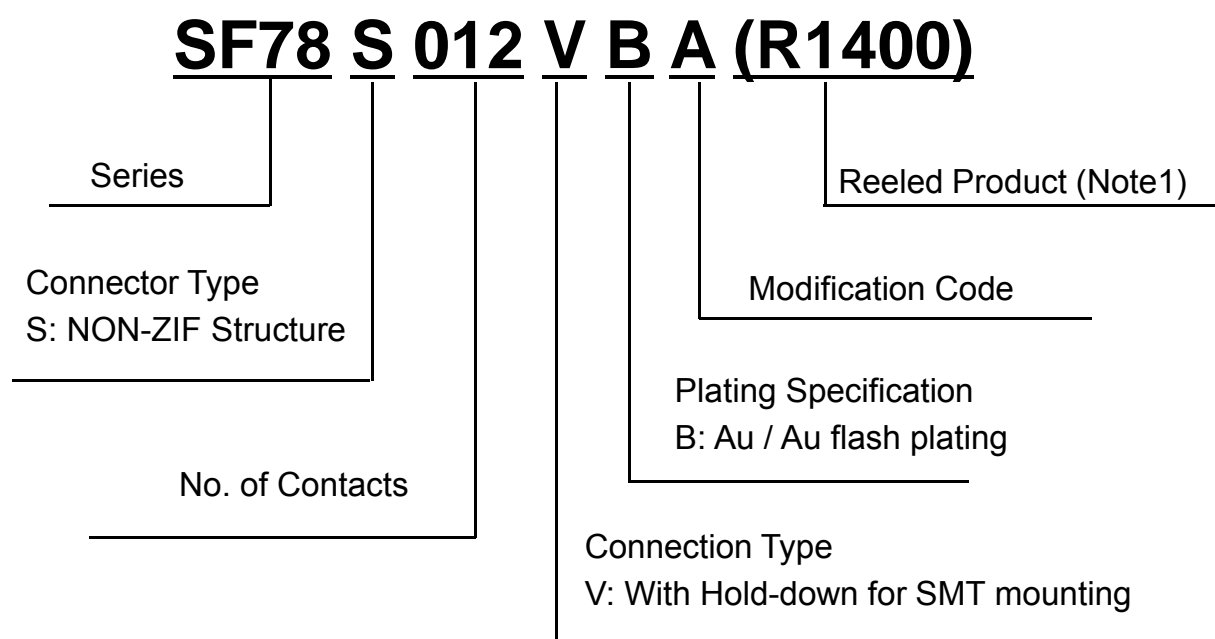 SF78 S 012 V B A (R1400)
Series
Reeled Product (Note1)
Connector Type
S: NON-ZIF Structure
Modification Code
Plating Specification
B: Au / Au flash plating
No. of Contacts
Connection Type
V: With Hold-down for SMT mounting